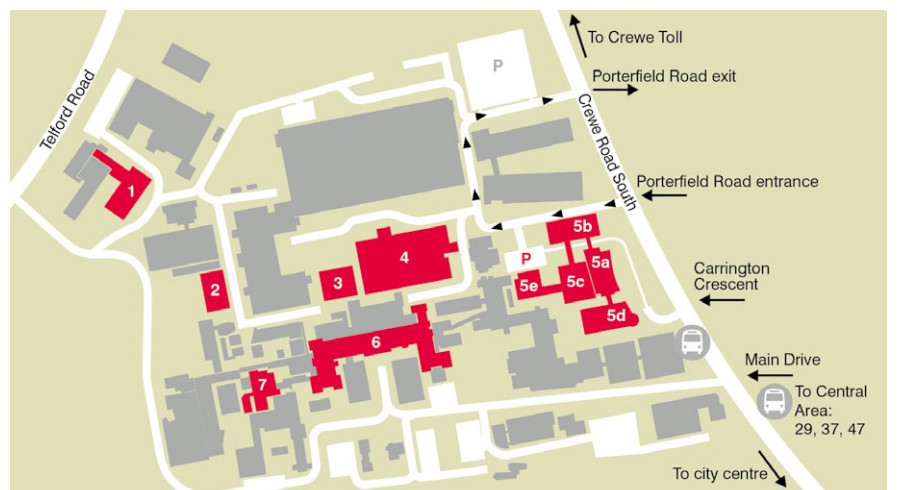 To Crewe Toll
P
Porterfield Road exit
Telford Road
Crewe Road South
Porterfield Road entrance
1
5b
4
P
5a
Carrington
Crescent
2
3
5e
5c
5d
6
Main Drive
7
To Central
Area:
29, 37, 47
To city centre